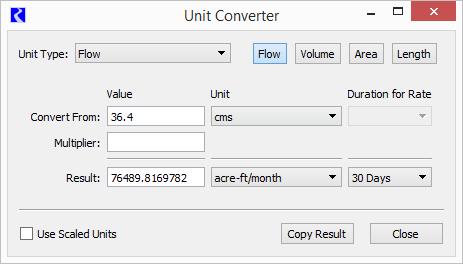 Unit Converter
Unit Type: Flow Flow Volume Area Length
Value Unit Duration for Rate
Convert From: 36.4 cms
Multiplier:
Result: 76489.8169782 acre-ft/month 30 Days
Use Scaled Units Copy Result Close